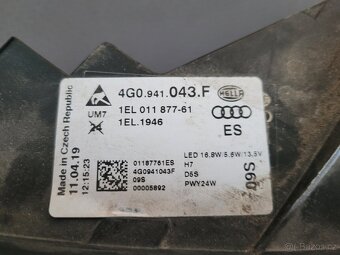 4G0.941.043.F
HELLA
UM7
1EL 011 877-61
1EL.1946
ES
Made in Czech Republic
11.04.19
12:15:23
01187761ES
4G0941043F
09S
00005892
LED 16,8W/5,6W/13,5V
H7
D5S
PWY24W
09S